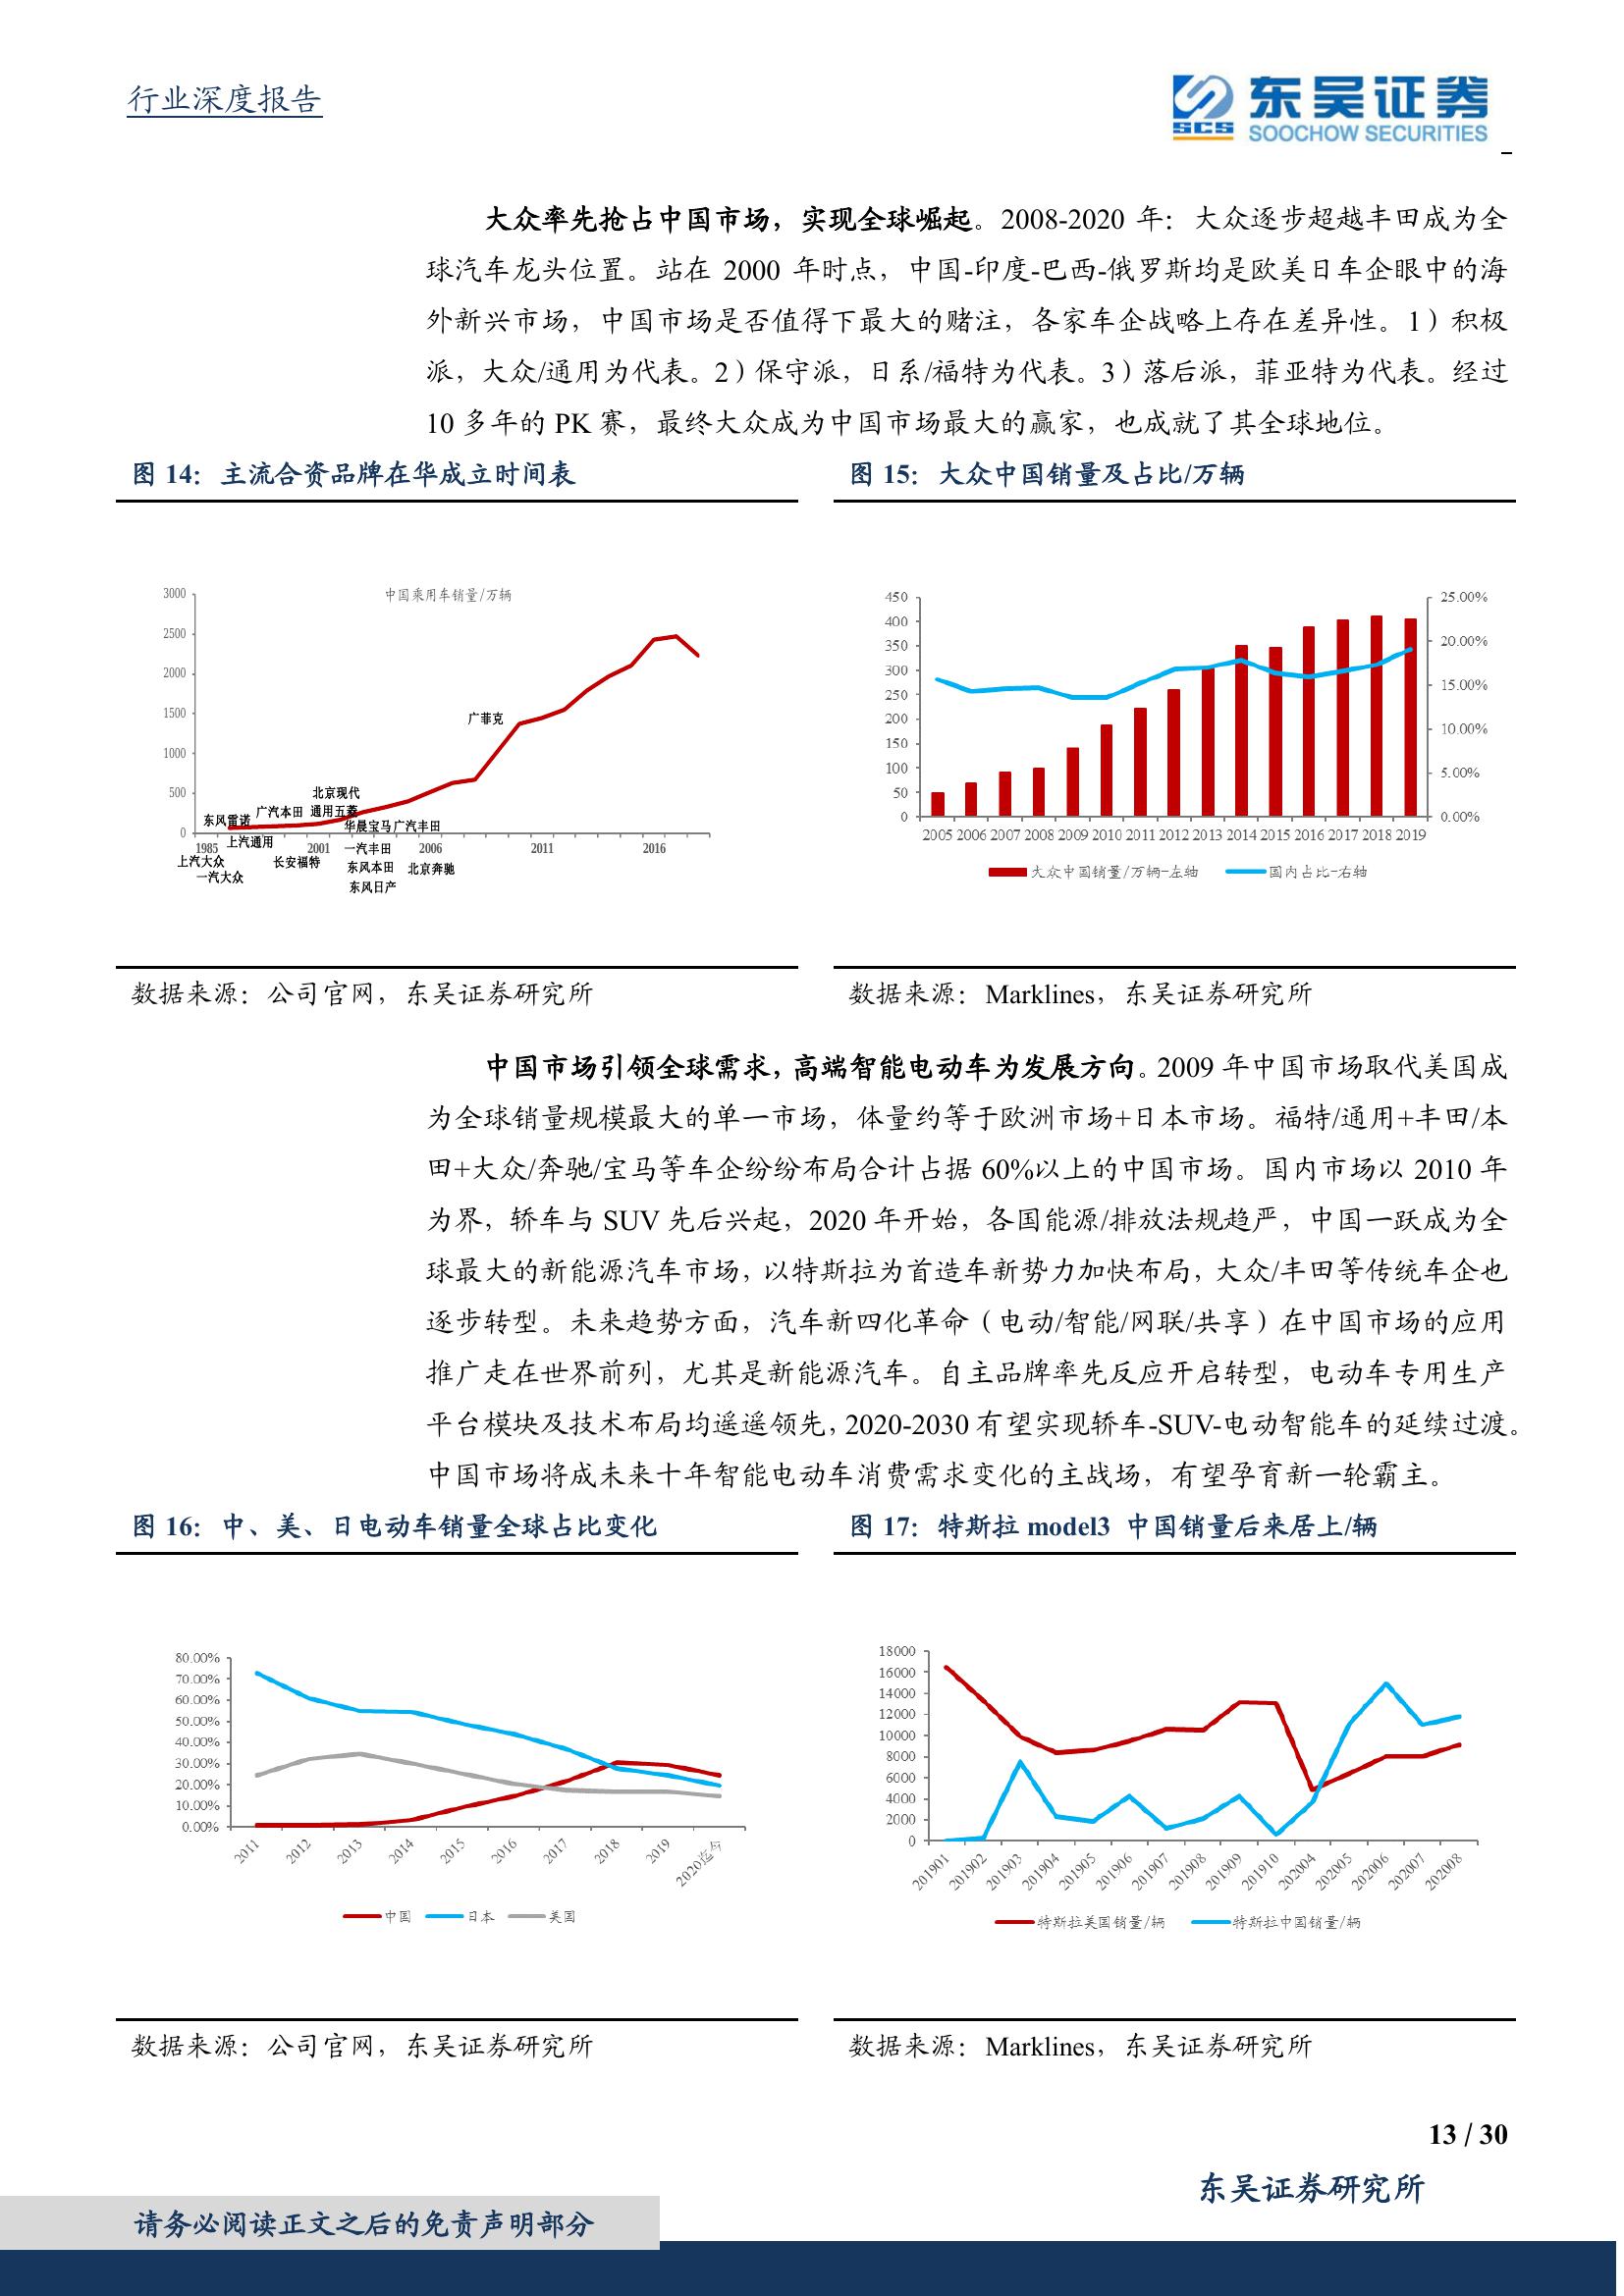 行业深度报告
东吴证券
SCS
SOOCHOW SECURITIES
大众率先抢占中国市场，实现全球崛起。2008-2020 年：大众逐步超越丰田成为全
球汽车龙头位置。站在 2000 年时点，中国-印度-巴西-俄罗斯均是欧美日车企眼中的海
外新兴市场，中国市场是否值得下最大的赌注，各家车企战略上存在差异性。1）积极
派，大众/通用为代表。2）保守派，日系/福特为代表。3）落后派，菲亚特为代表。经过
10 多年的 PK 赛，最终大众成为中国市场最大的赢家，也成就了其全球地位。
图 14：主流合资品牌在华成立时间表
中国乘用车销量/万辆
3000
2500
2000
1500
1000
500
0
广菲克
北京现代
东风雷诺 广汽本田 通用五菱
华晨宝马 广汽丰田
上汽通用
1985 2001 2006 2011 2016
一汽丰田
上汽大众 长安福特 东风本田 北京奔驰
一汽大众
东风日产
数据来源：公司官网，东吴证券研究所
图 15：大众中国销量及占比/万辆
450
400
350
300
250
200
150
100
50
0
25.00%
20.00%
15.00%
10.00%
5.00%
0.00%
2005 2006 2007 2008 2009 2010 2011 2012 2013 2014 2015 2016 2017 2018 2019
大众中国销量/万辆-左轴 国内占比-右轴
数据来源：Marklines，东吴证券研究所
中国市场引领全球需求，高端智能电动车为发展方向。2009 年中国市场取代美国成
为全球销量规模最大的单一市场，体量约等于欧洲市场+日本市场。福特/通用+丰田/本
田+大众/奔驰/宝马等车企纷纷布局合计占据 60%以上的中国市场。国内市场以 2010 年
为界，轿车与 SUV 先后兴起，2020 年开始，各国能源/排放法规趋严，中国一跃成为全
球最大的新能源汽车市场，以特斯拉为首造车新势力加快布局，大众/丰田等传统车企也
逐步转型。未来趋势方面，汽车新四化革命（电动/智能/网联/共享）在中国市场的应用
推广走在世界前列，尤其是新能源汽车。自主品牌率先反应开启转型，电动车专用生产
平台模块及技术布局均遥遥领先，2020-2030 有望实现轿车-SUV-电动智能车的延续过渡。
中国市场将成未来十年智能电动车消费需求变化的主战场，有望孕育新一轮霸主。
图 16：中、美、日电动车销量全球占比变化
80.00%
70.00%
60.00%
50.00%
40.00%
30.00%
20.00%
10.00%
0.00%
2011 2012 2013 2014 2015 2016 2017 2018 2019 2020迄今
中国 日本 美国
数据来源：公司官网，东吴证券研究所
图 17：特斯拉 model3 中国销量后来居上/辆
18000
16000
14000
12000
10000
8000
6000
4000
2000
0
201901 201902 201903 201904 201905 201906 201907 201908 201909 201910 202004 202005 202006 202007 202008
特斯拉美国销量/辆 特斯拉中国销量/辆
数据来源：Marklines，东吴证券研究所
13 / 30
东吴证券研究所
请务必阅读正文之后的免责声明部分